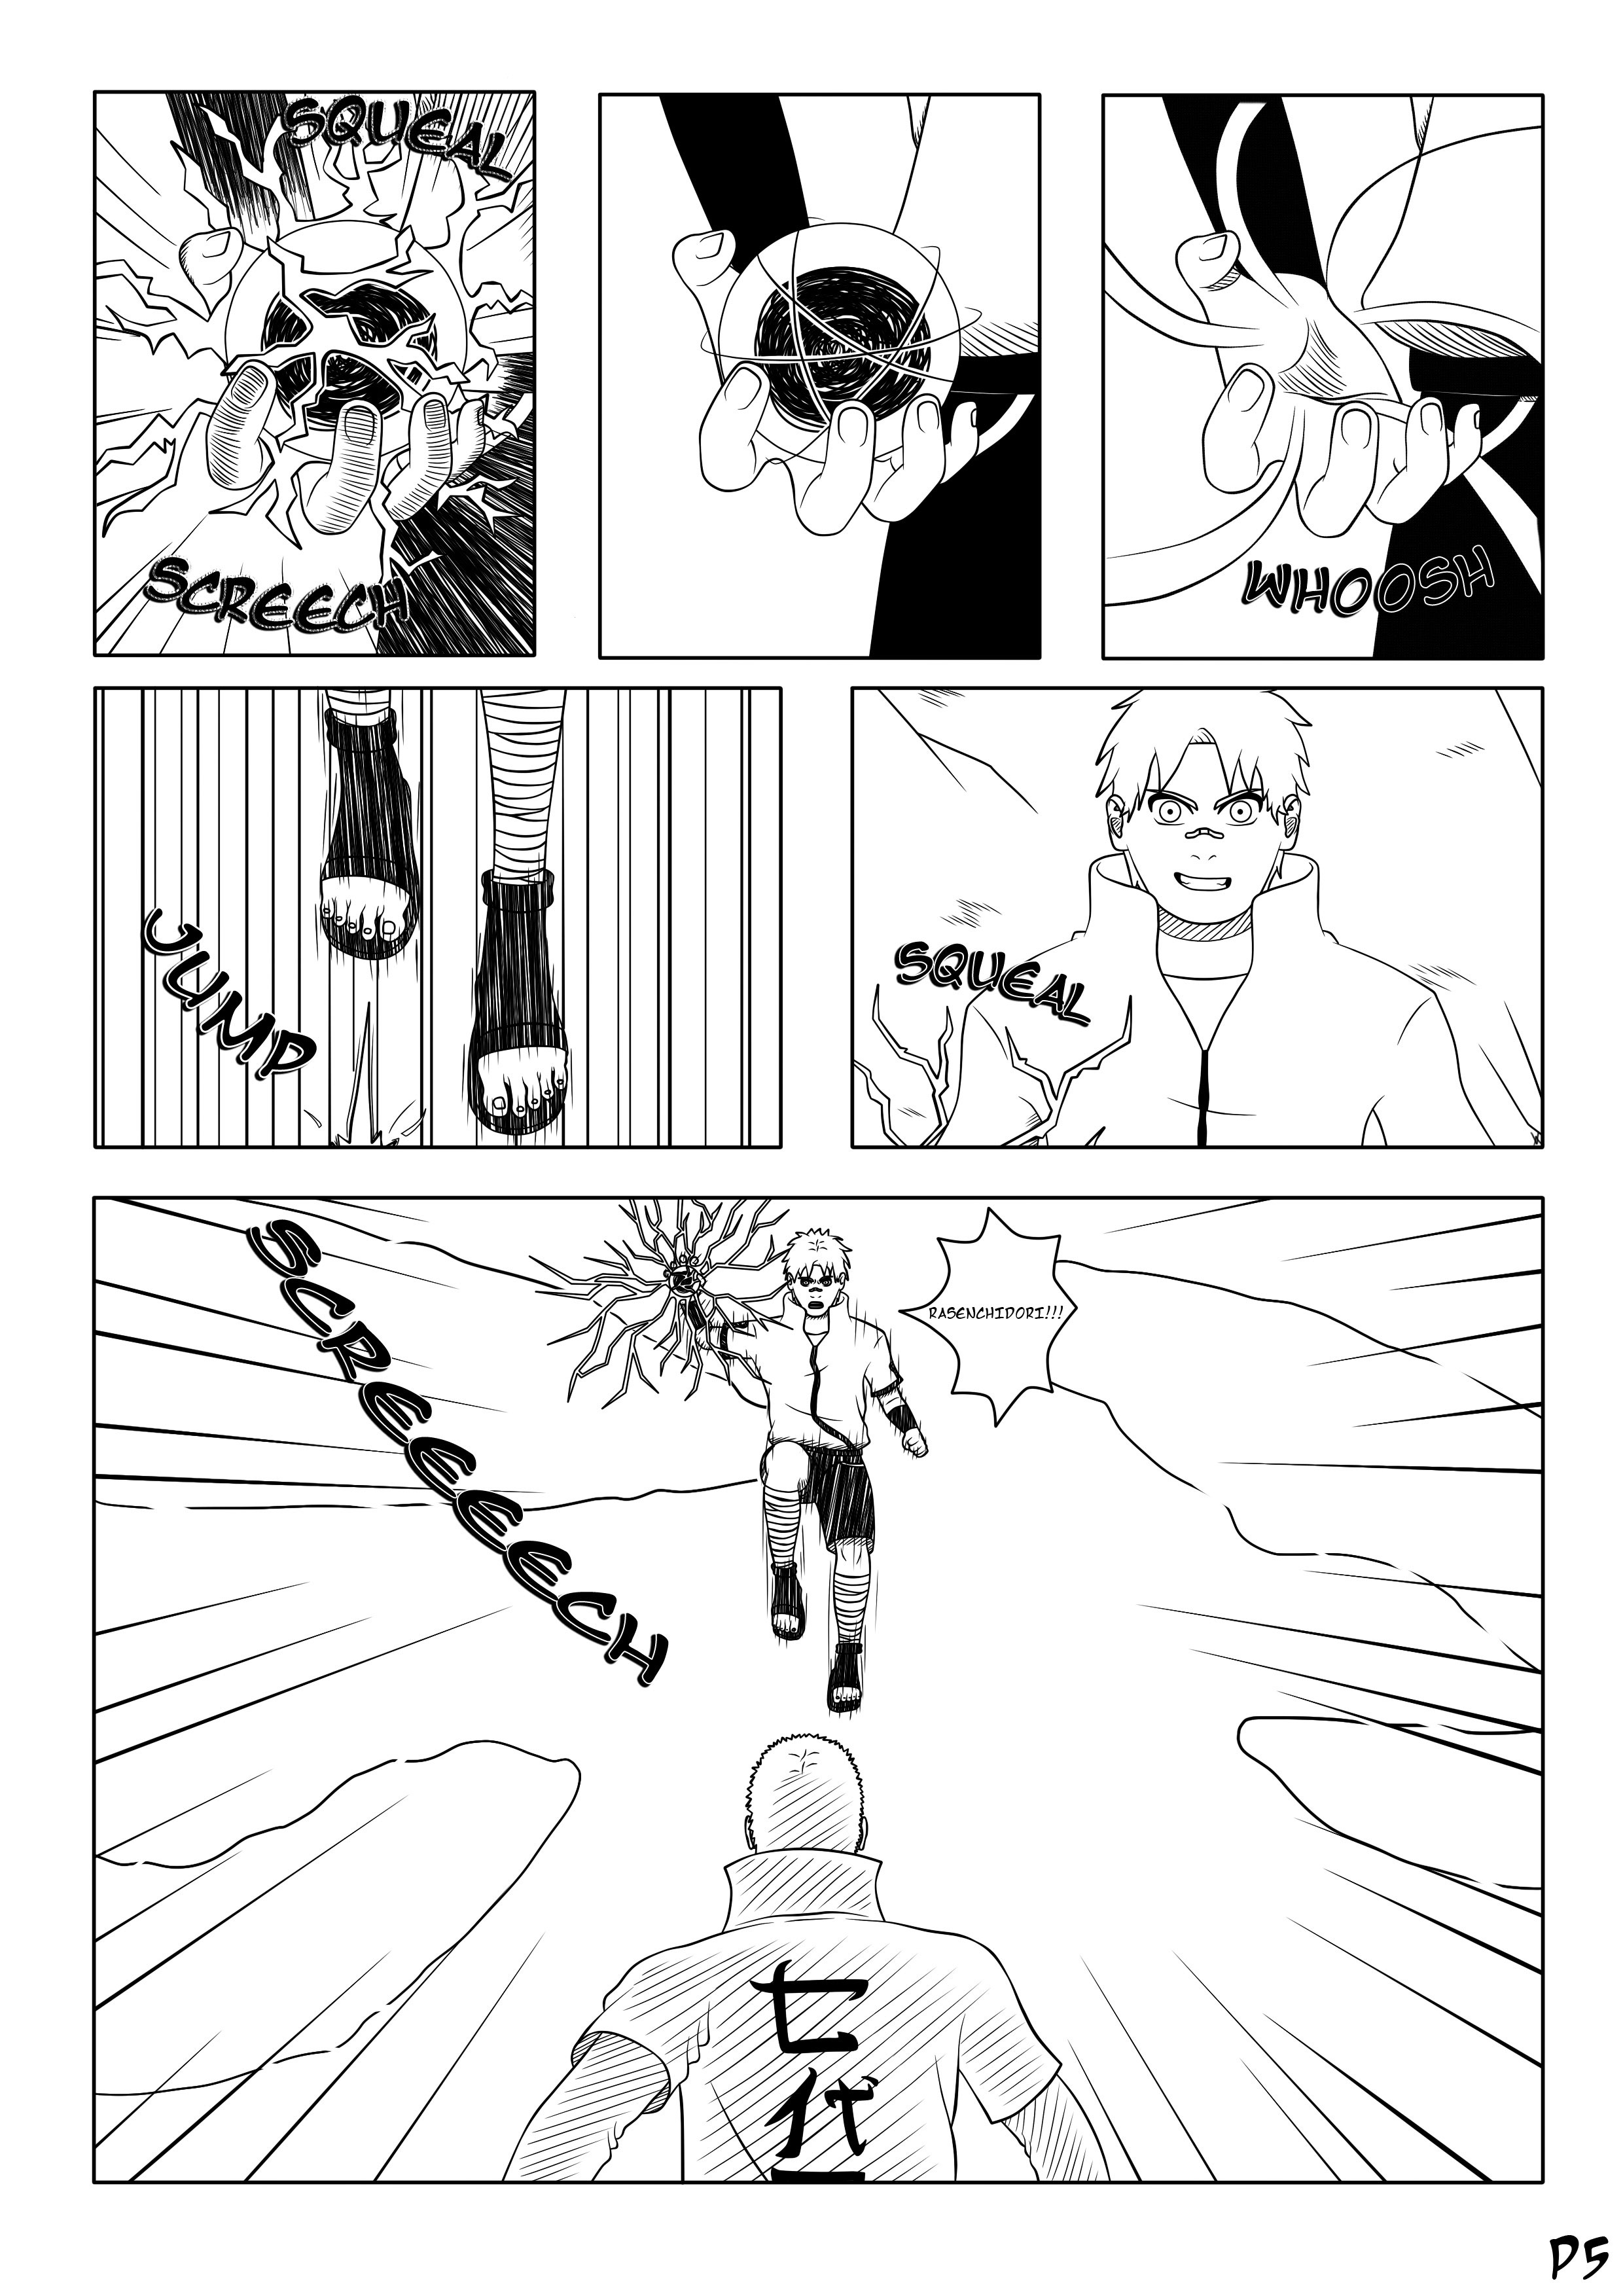 WHOOSH
SQUEAL
SCREECH
SQUEAL
JUMP
RASENCHIDORI!!!
SCREEEECH
七代
P5